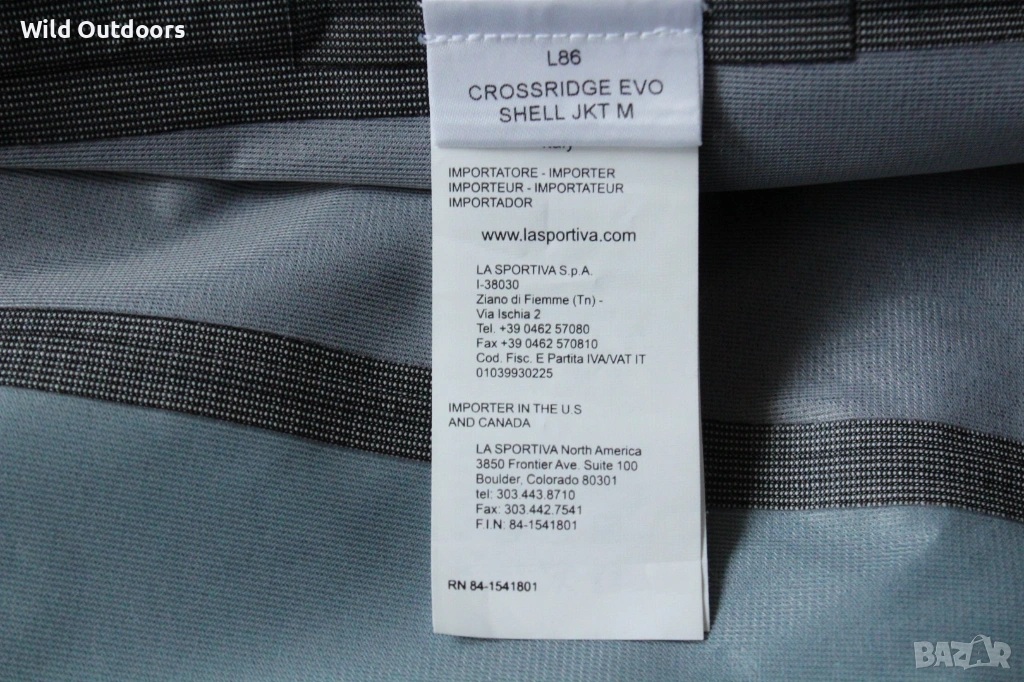 Wild Outdoors
L86
CROSSRIDGE EVO
SHELL JKT M
Italy
IMPORTATORE - IMPORTER
IMPORTEUR - IMPORTATEUR
IMPORTADOR
www.lasportiva.com
LA SPORTIVA S.p.A.
I-38030
Ziano di Fiemme (Tn) -
Via Ischia 2
Tel. +39 0462 57080
Fax +39 0462 570810
Cod. Fisc. E Partita IVA/VAT IT
01039930225
IMPORTER IN THE U.S
AND CANADA
LA SPORTIVA North America
3850 Frontier Ave. Suite 100
Boulder, Colorado 80301
tel: 303.443.8710
Fax: 303.442.7541
F.I.N: 84-1541801
RN 84-1541801
BAZAR